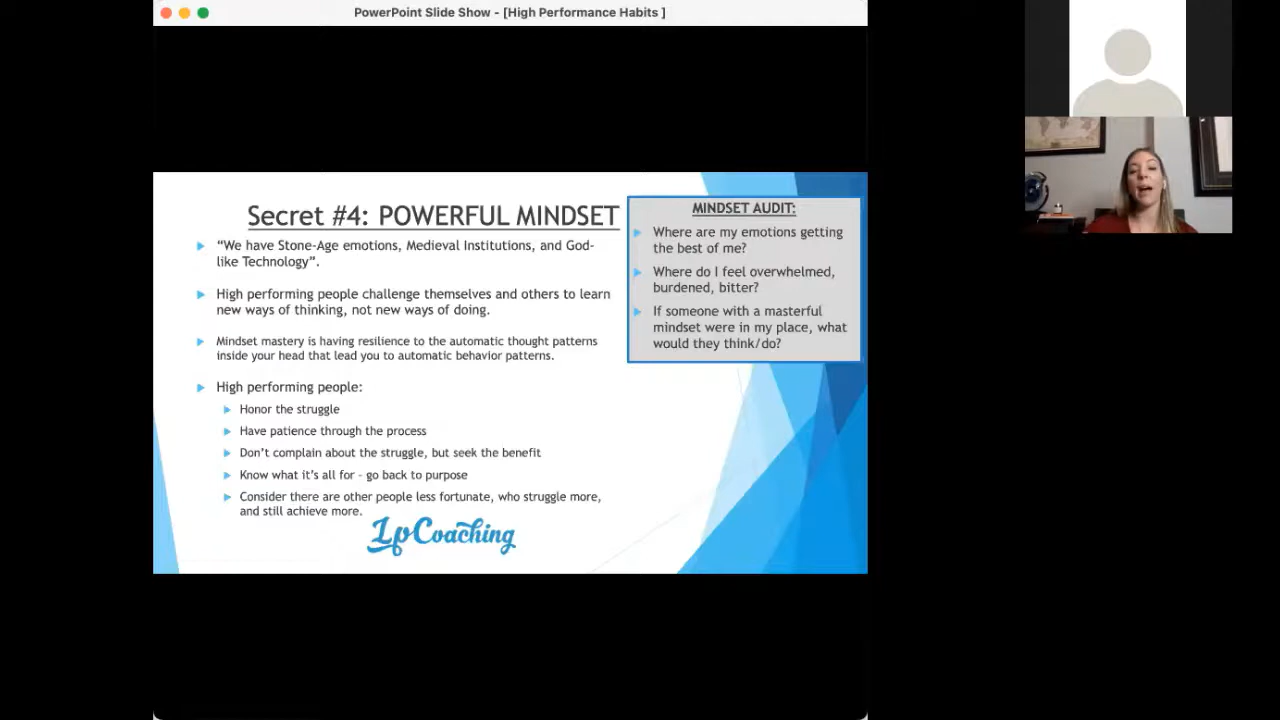 PowerPoint Slide Show - [High Performance Habits ]
Secret #4: POWERFUL MINDSET
“We have Stone-Age emotions, Medieval Institutions, and God-
like Technology”.
High performing people challenge themselves and others to learn
new ways of thinking, not new ways of doing.
Mindset mastery is having resilience to the automatic thought patterns
inside your head that lead you to automatic behavior patterns.
High performing people:
Honor the struggle
Have patience through the process
Don’t complain about the struggle, but seek the benefit
Know what it’s all for – go back to purpose
Consider there are other people less fortunate, who struggle more,
and still achieve more.
LpCoaching
MINDSET AUDIT:
Where are my emotions getting
the best of me?
Where do I feel overwhelmed,
burdened, bitter?
If someone with a masterful
mindset were in my place, what
would they think/do?